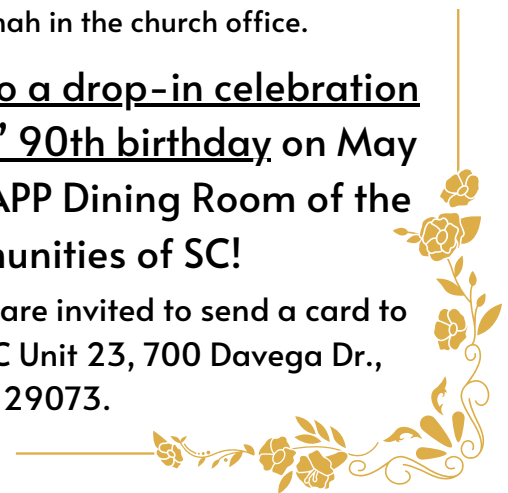 nah in the church office.
o a drop-in celebration
’ 90th birthday on May
APP Dining Room of the
unities of SC!
are invited to send a card to
C Unit 23, 700 Davega Dr.,
29073.